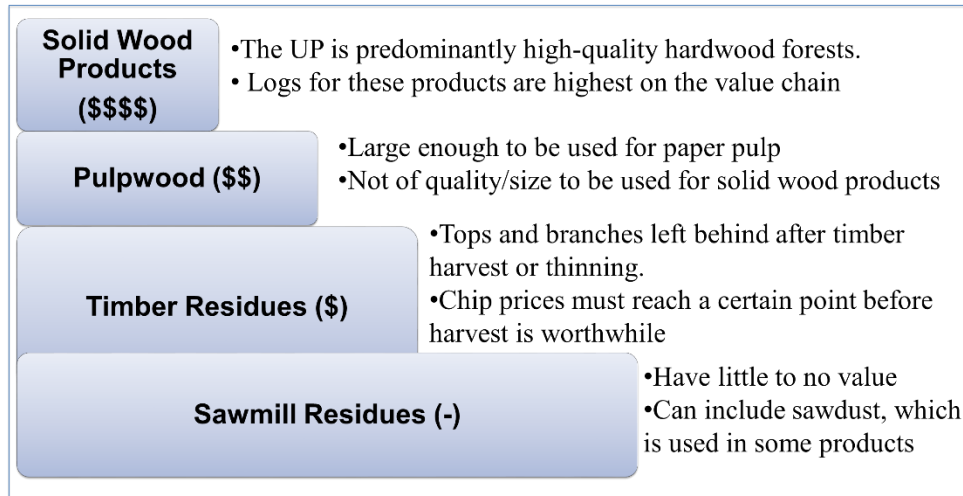 Solid Wood
Products
($$$$)
•The UP is predominantly high-quality hardwood forests.
• Logs for these products are highest on the value chain
Pulpwood ($$)
•Large enough to be used for paper pulp
•Not of quality/size to be used for solid wood products
Timber Residues ($)
•Tops and branches left behind after timber
harvest or thinning.
•Chip prices must reach a certain point before
harvest is worthwhile
Sawmill Residues (-)
•Have little to no value
•Can include sawdust, which
is used in some products